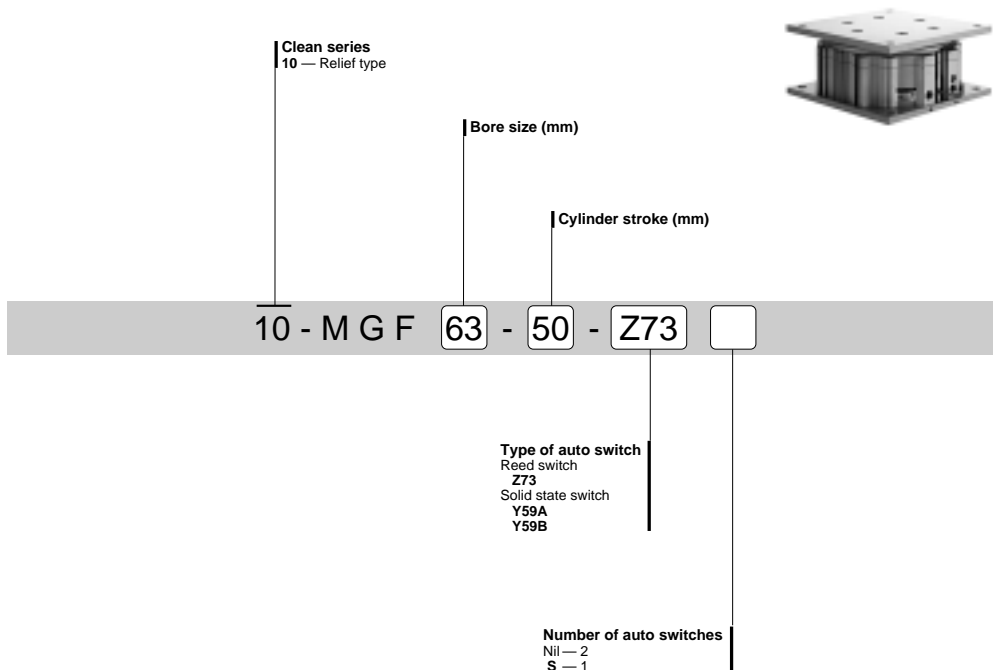 Clean series
10 — Relief type
Bore size (mm)
Cylinder stroke (mm)
10 - M G F 63 - 50 - Z73
Type of auto switch
Reed switch
Z73
Solid state switch
Y59A
Y59B
Number of auto switches
Nil — 2
S — 1